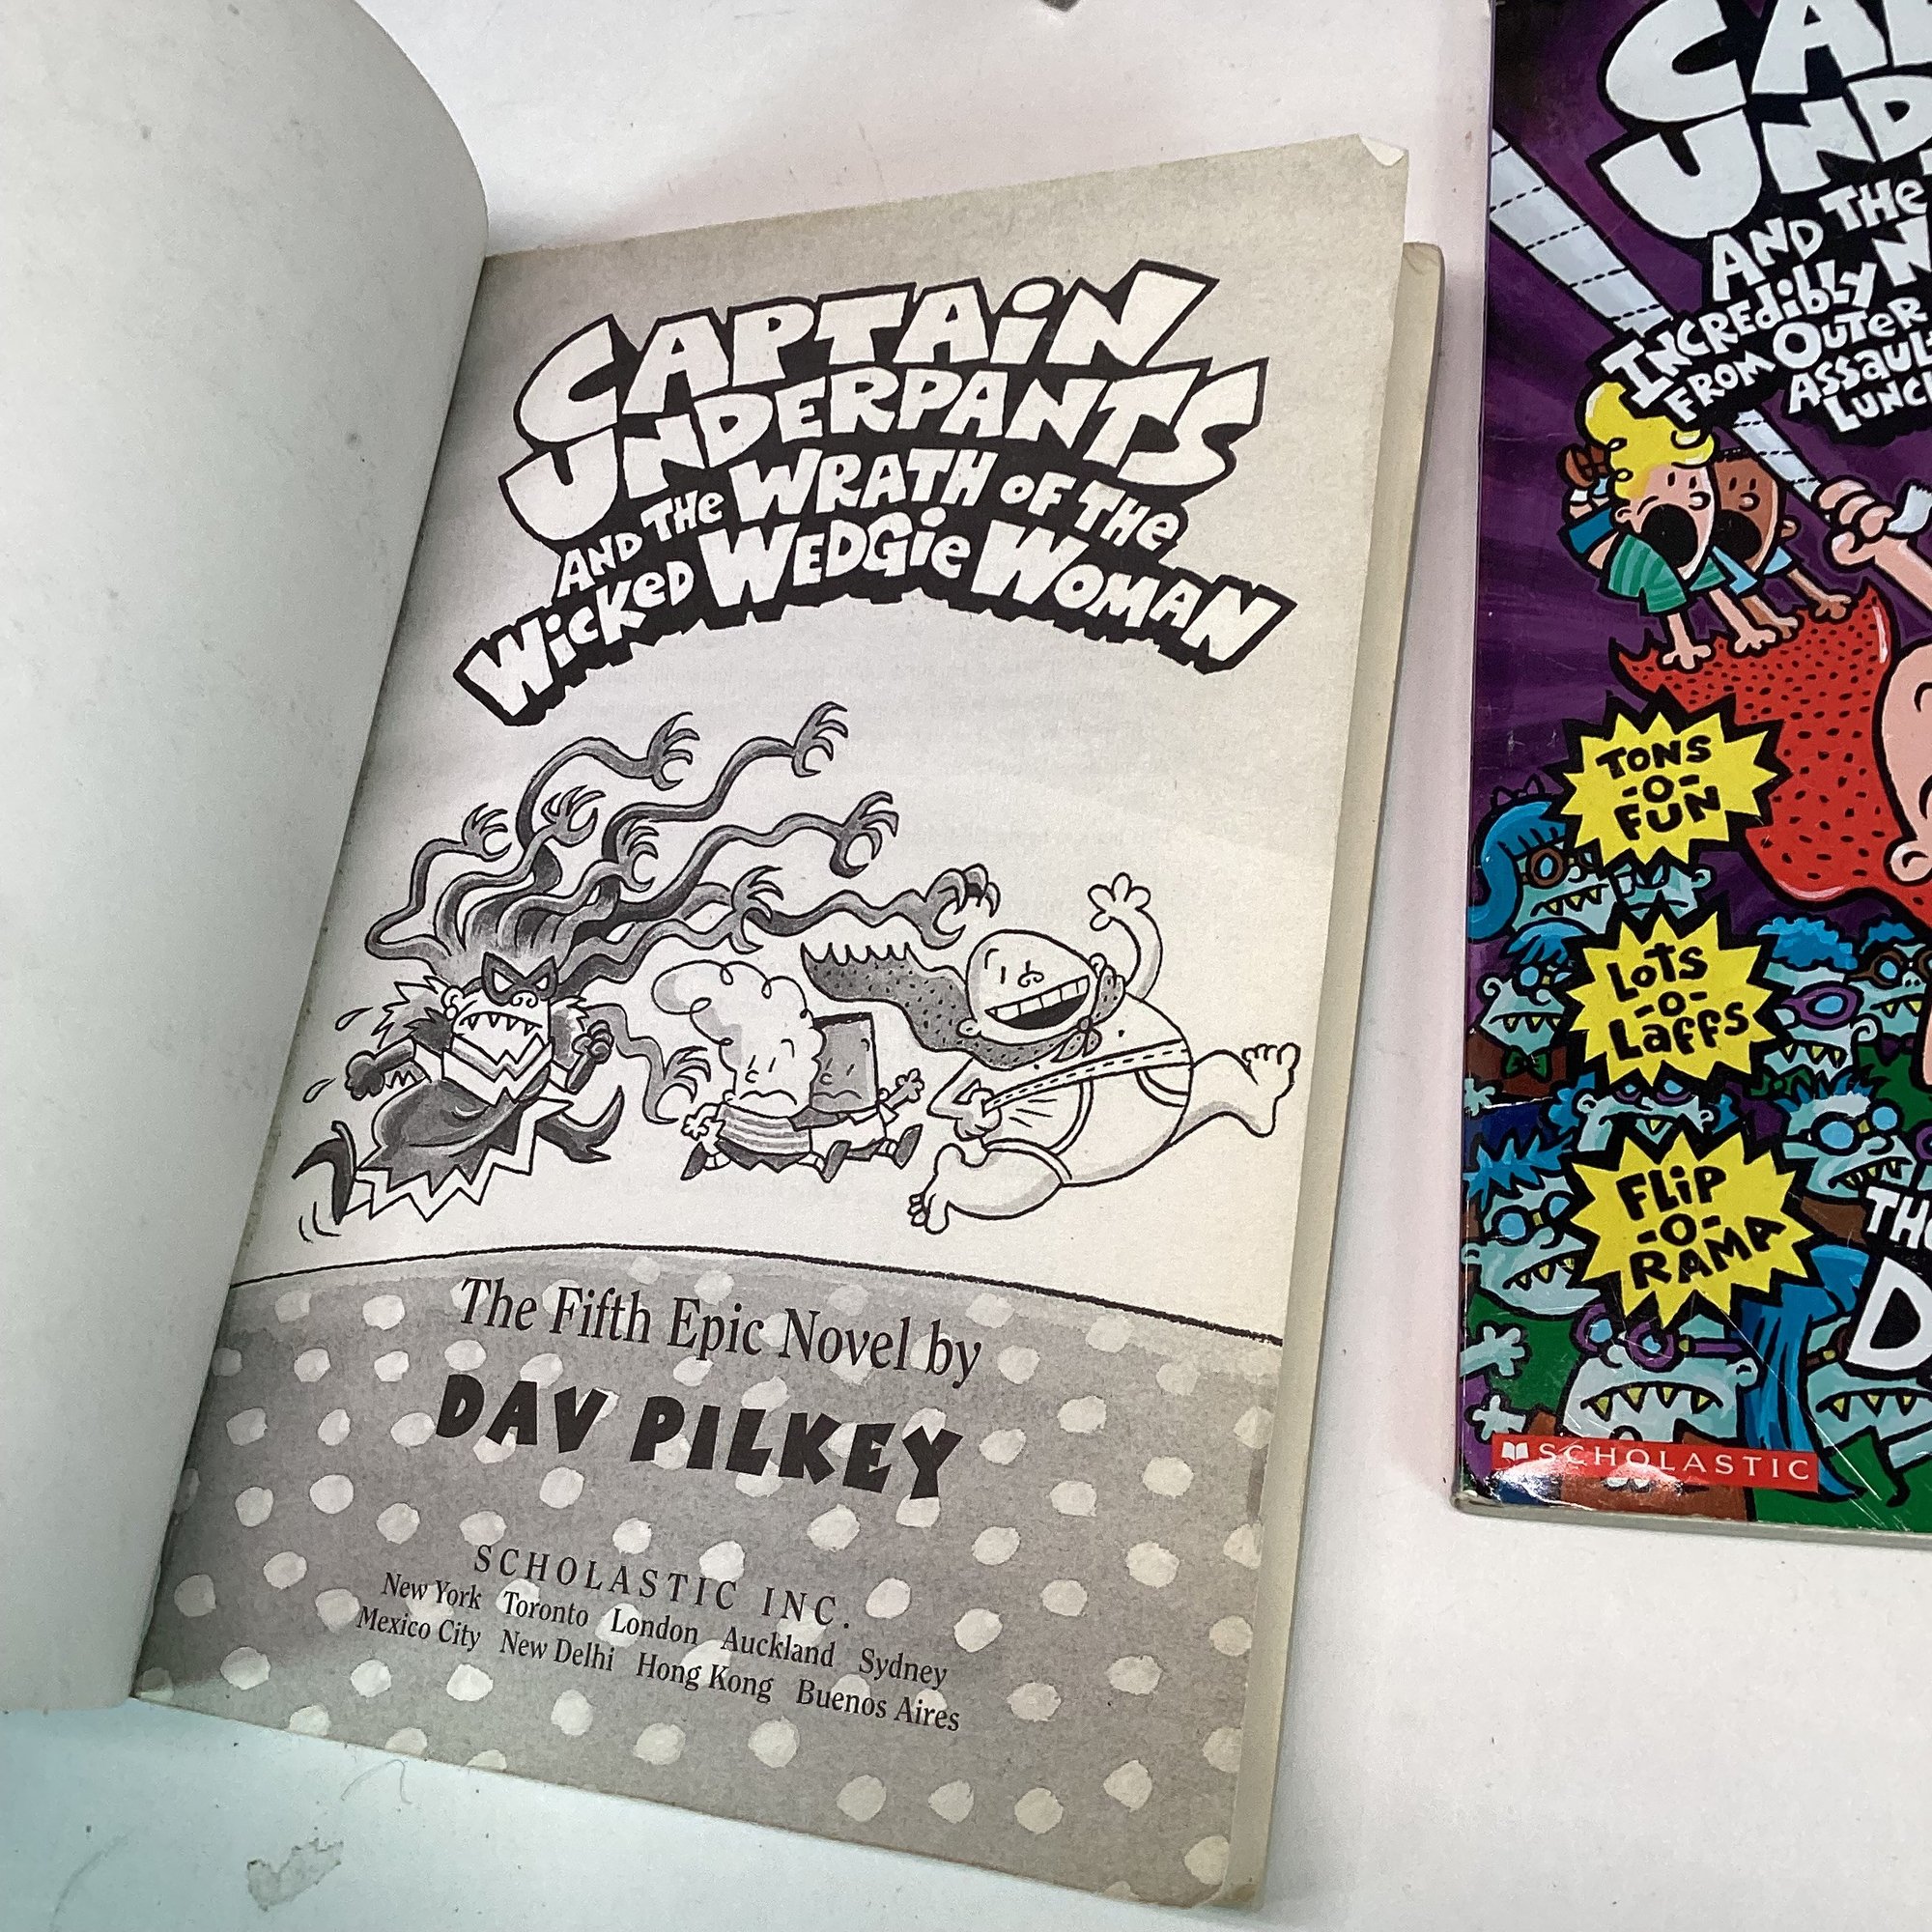 CAPTAIN
UNDERPANTS
AND THE WRATH OF THE
WICKED WEDGIE WOMAN
The Fifth Epic Novel by
DAV PILKEY
SCHOLASTIC INC.
New York Toronto London Auckland Sydney
Mexico City New Delhi Hong Kong Buenos Aires
AND THE
INCREDIBLY
FROM OUTER
TONS
-O-
FUN
LOTS
-O-
LAFFS
FLIP
-O-
RAMA
SCHOLASTIC